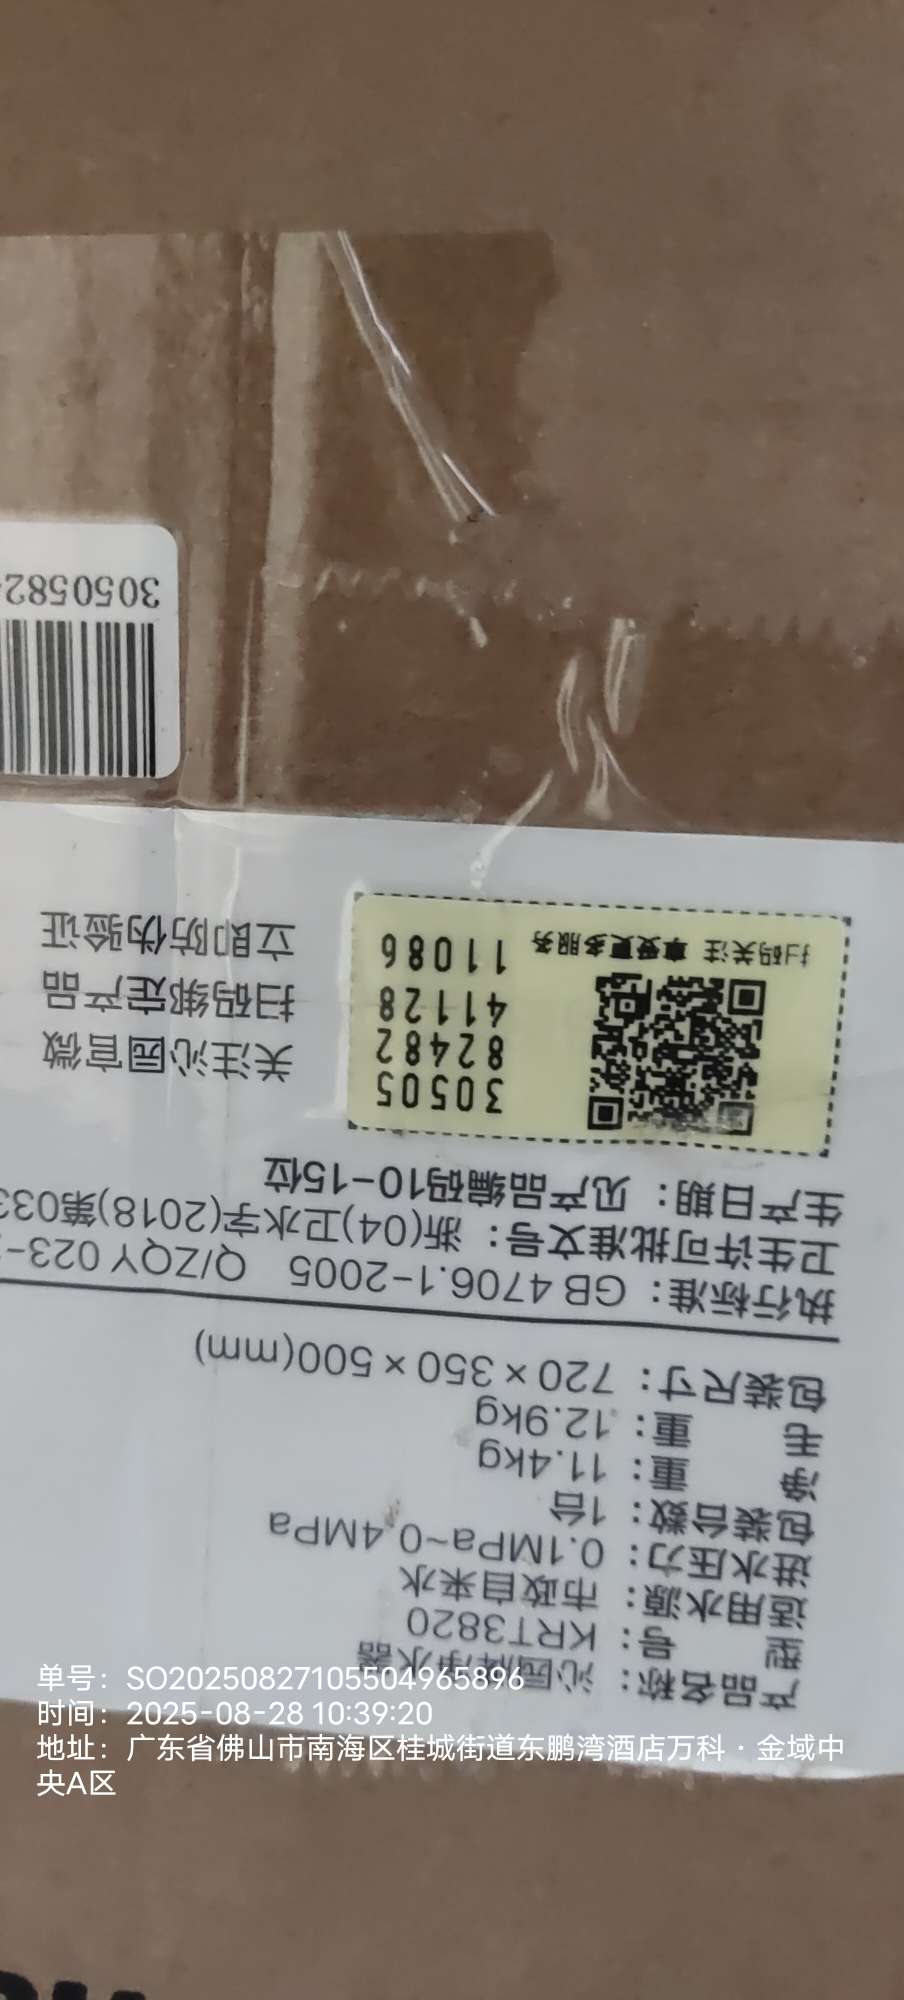 产品名称：沁园牌净水器
型 号：KRT3820
适用水源：市政自来水
进水压力：0.1MPa~0.4MPa
包装台数：1台
净 重：11.4kg
毛 重：12.9kg
包装尺寸：720×350×500(mm)
执行标准：GB 4706.1-2005 Q/ZQY 023-
卫生许可批准文号：浙(04)卫水字(2018)第033
生产日期：见产品编码10-15位
30505
82482
41128
11086
扫码关注 享受更多服务
关注沁园官微
扫码绑定产品
立即防伪验证
3050582
单号：SO20250827105504965896
时间：2025-08-28 10:39:20
地址：广东省佛山市南海区桂城街道东鹏湾酒店万科·金域中
央A区